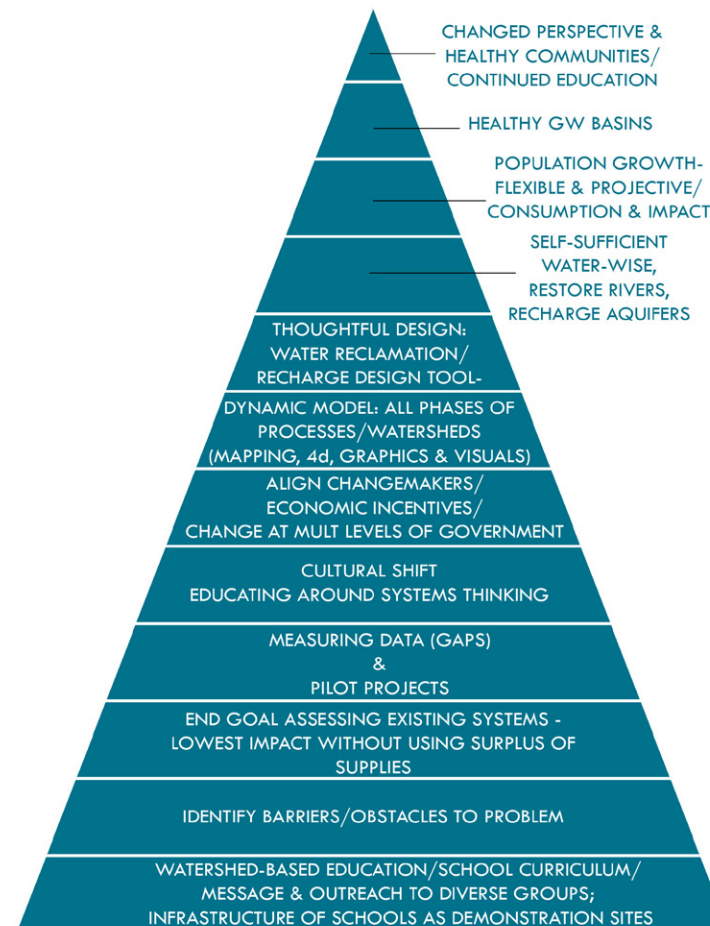 CHANGED PERSPECTIVE &
HEALTHY COMMUNITIES/
CONTINUED EDUCATION
HEALTHY GW BASINS
POPULATION GROWTH-
FLEXIBLE & PROJECTIVE/
CONSUMPTION & IMPACT
SELF-SUFFICIENT
WATER-WISE,
RESTORE RIVERS,
RECHARGE AQUIFERS
THOUGHTFUL DESIGN:
WATER RECLAMATION/
RECHARGE DESIGN TOOL-
DYNAMIC MODEL: ALL PHASES OF
PROCESSES/WATERSHEDS
(MAPPING, 4d, GRAPHICS & VISUALS)
ALIGN CHANGEMAKERS/
ECONOMIC INCENTIVES/
CHANGE AT MULT LEVELS OF GOVERNMENT
CULTURAL SHIFT
EDUCATING AROUND SYSTEMS THINKING
MEASURING DATA (GAPS)
&
PILOT PROJECTS
END GOAL ASSESSING EXISTING SYSTEMS -
LOWEST IMPACT WITHOUT USING SURPLUS OF
SUPPLIES
IDENTIFY BARRIERS/OBSTACLES TO PROBLEM
WATERSHED-BASED EDUCATION/SCHOOL CURRICULUM/
MESSAGE & OUTREACH TO DIVERSE GROUPS;
INFRASTRUCTURE OF SCHOOLS AS DEMONSTRATION SITES